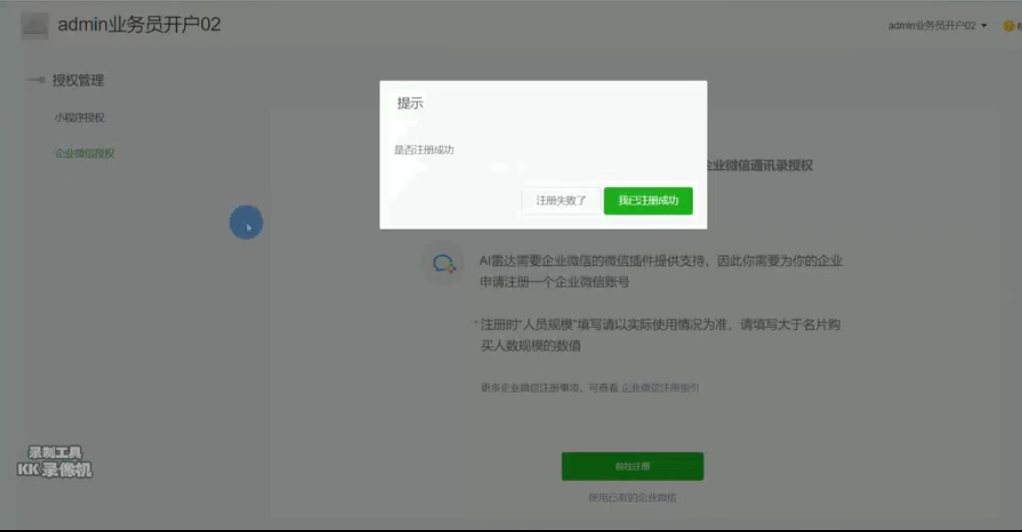 admin业务员开户02
admin业务员开户02
授权管理
小程序授权
企业微信授权
提示
是否注册成功
注册失败了
我已注册成功
企业微信通讯录授权
AI雷达需要企业微信的微信插件提供支持，因此你需要为你的企业
申请注册一个企业微信账号
*注册时“人员规模”填写请以实际使用情况为准，请填写大于名片购
买人数规模的数值
更多企业微信注册事项，可查看 企业微信注册指引
前往注册
使用已有的企业微信
录制工具
KK 录像机